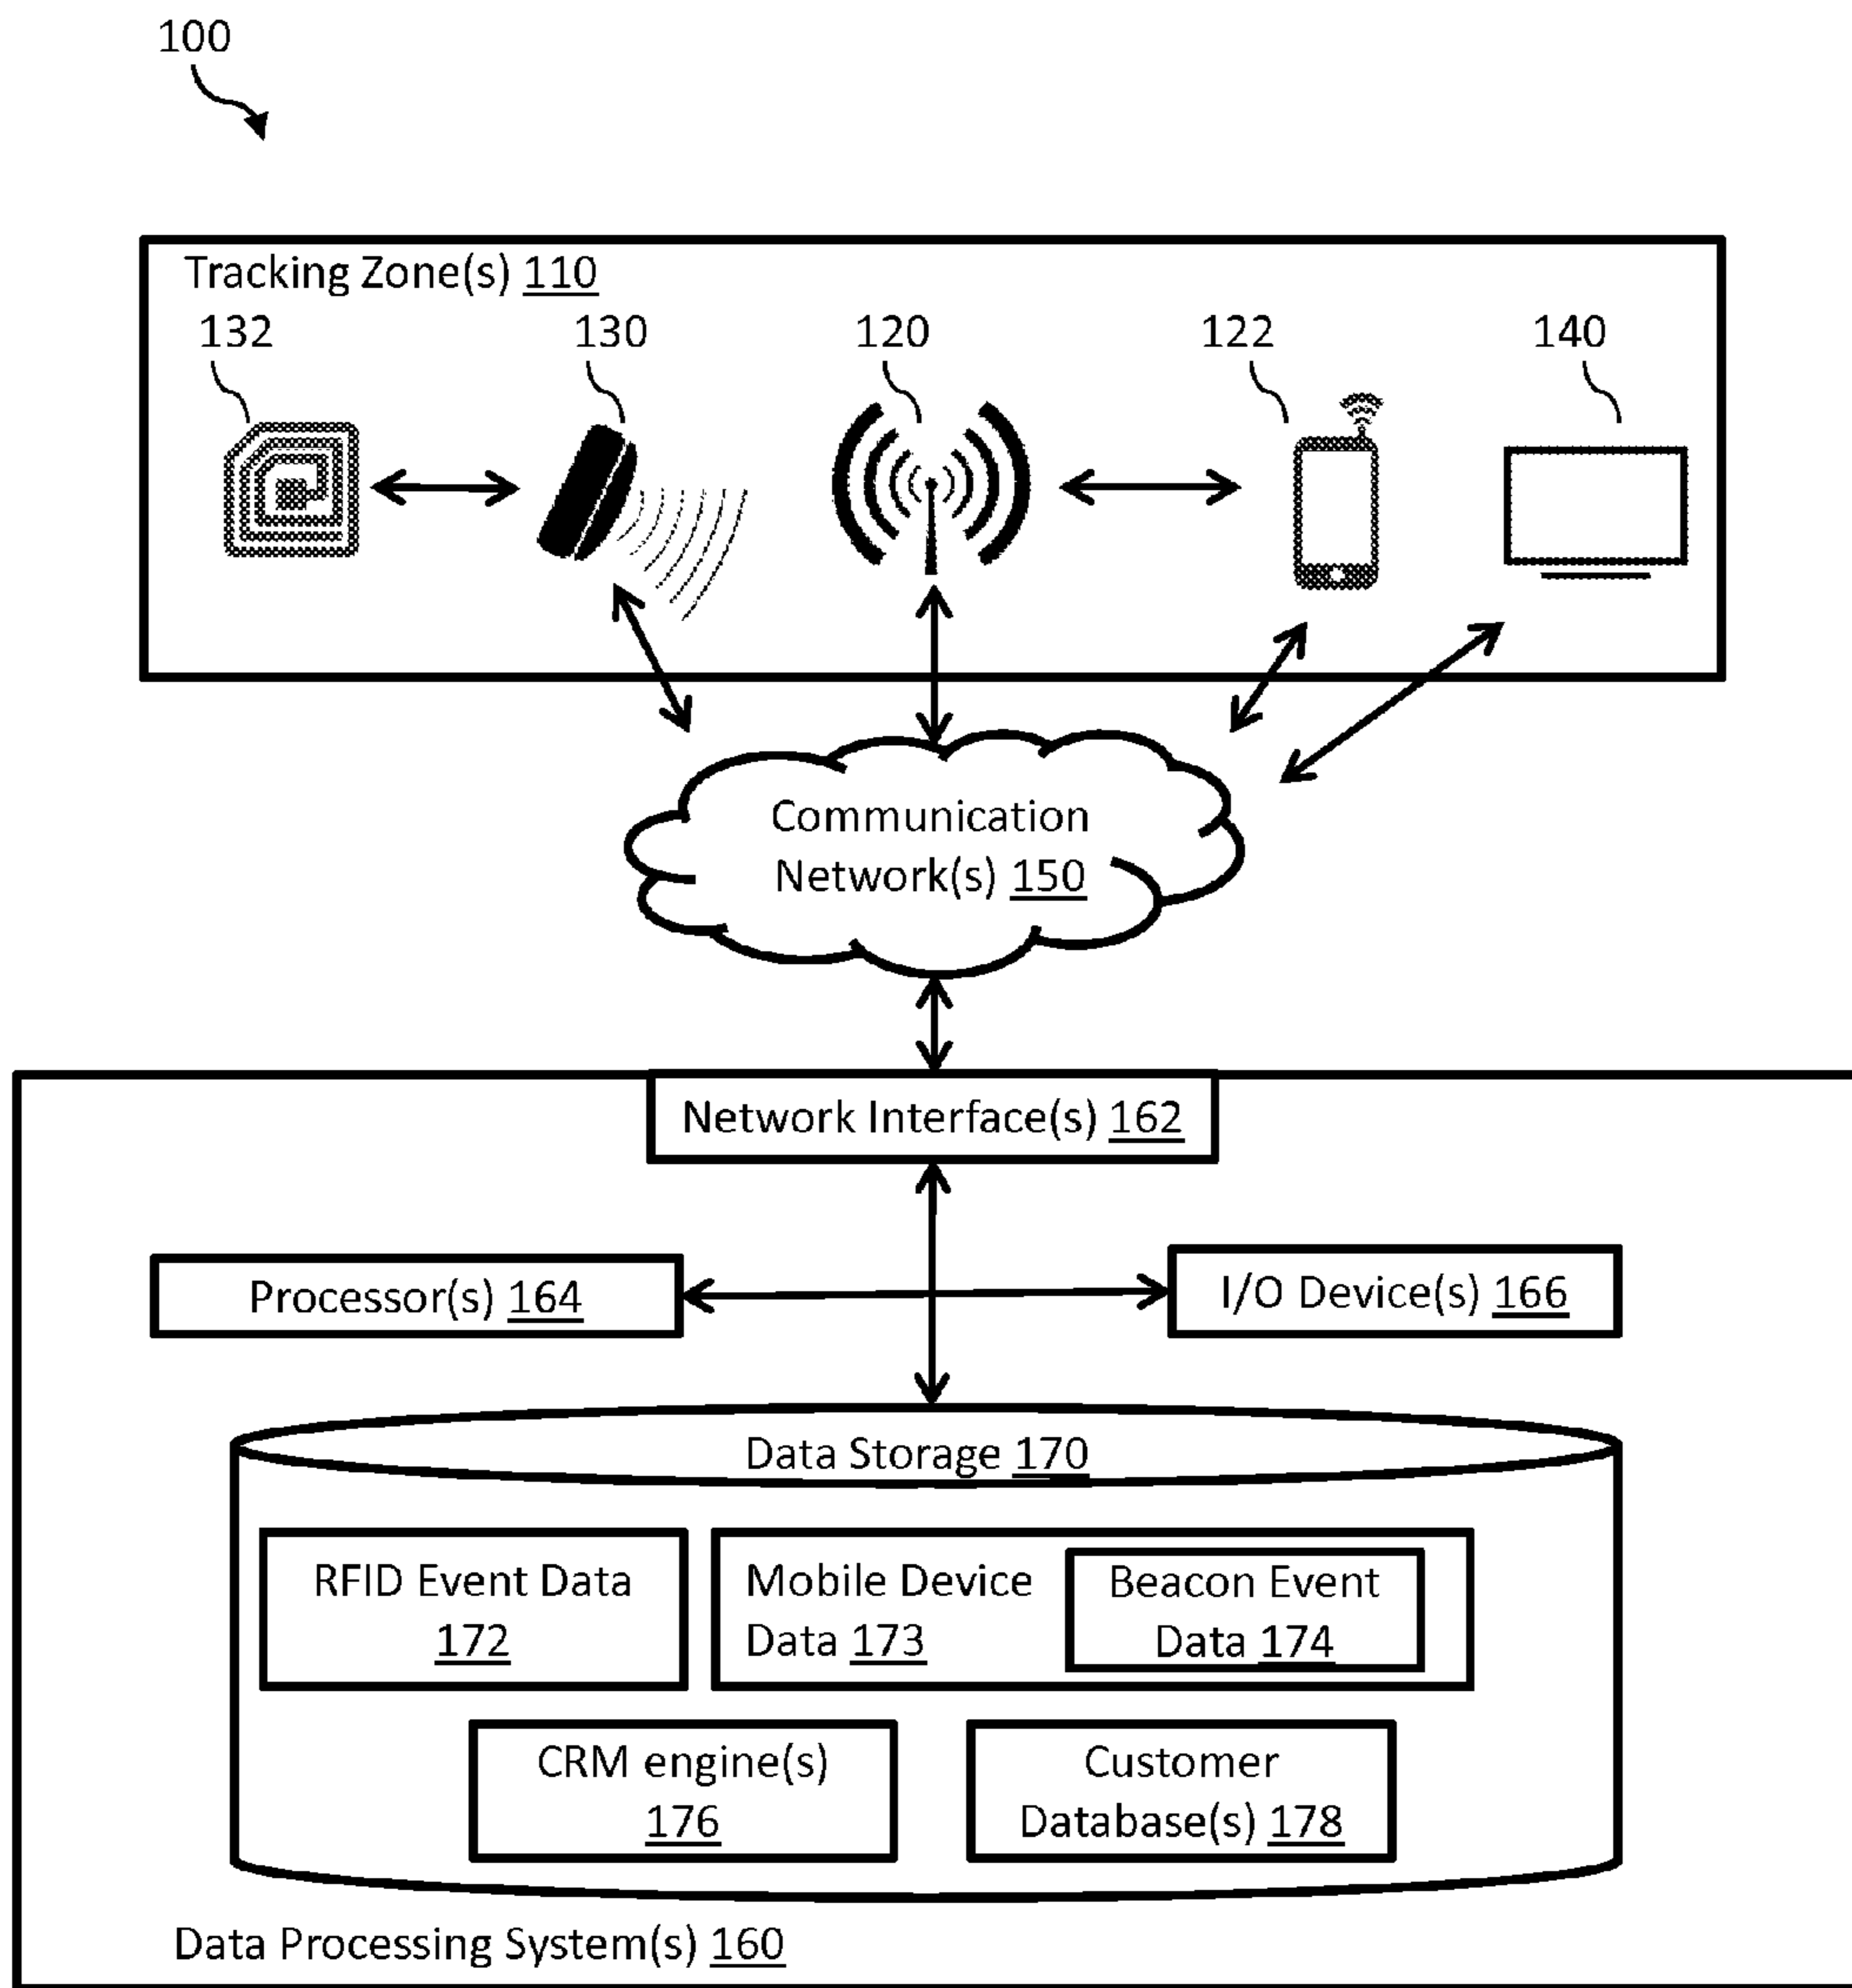 100
Tracking Zone(s) 110
132 130 120 122 140
Communication
Network(s) 150
Network Interface(s) 162
Processor(s) 164
I/O Device(s) 166
Data Storage 170
RFID Event Data
172
Mobile Device
Data 173
Beacon Event
Data 174
CRM engine(s)
176
Customer
Database(s) 178
Data Processing System(s) 160